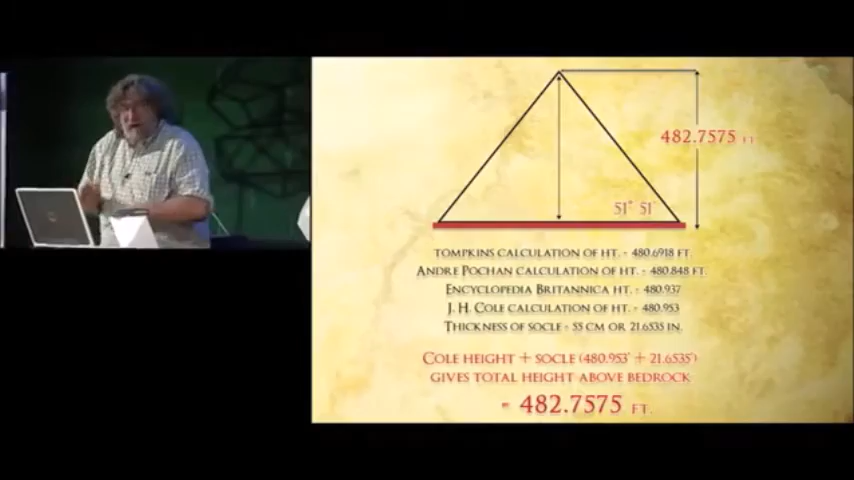 482.7575 FT.
51° 51'
TOMPKINS CALCULATION OF HT. = 480.6918 FT.
ANDRE POCHAN CALCULATION OF HT. = 480.848 FT.
ENCYCLOPEDIA BRITANNICA HT. = 480.937
J. H. COLE CALCULATION OF HT. = 480.953
THICKNESS OF SOCLE = 55 CM OR 21.6535 IN.
COLE HEIGHT + SOCLE (480.953' + 21.6535")
GIVES TOTAL HEIGHT ABOVE BEDROCK
= 482.7575 FT.